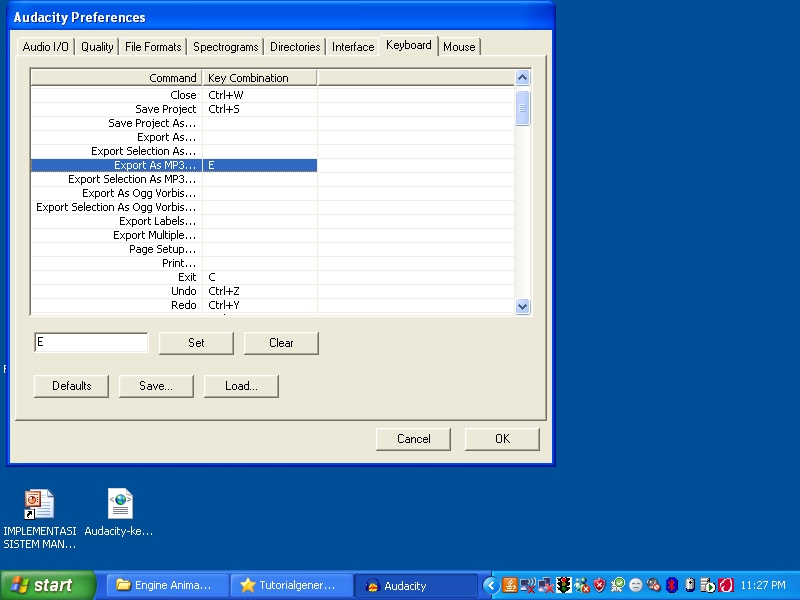 Audacity Preferences
Audio I/O Quality File Formats Spectrograms Directories Interface Keyboard Mouse
Command Key Combination
Close Ctrl+W
Save Project Ctrl+S
Save Project As...
Export As...
Export Selection As...
Export As MP3... E
Export Selection As MP3...
Export As Ogg Vorbis...
Export Selection As Ogg Vorbis...
Export Labels...
Export Multiple...
Page Setup...
Print...
Exit C
Undo Ctrl+Z
Redo Ctrl+Y
E Set Clear
Defaults Save... Load...
Cancel OK
IMPLEMENTASI Audacity-ke...
SISTEM MAN...
start Engine Anima... Tutorialgener... Audacity 11:27 PM